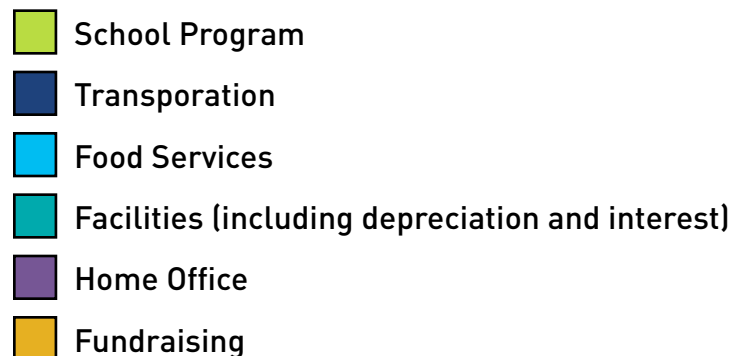 School Program
Transporation
Food Services
Facilities (including depreciation and interest)
Home Office
Fundraising